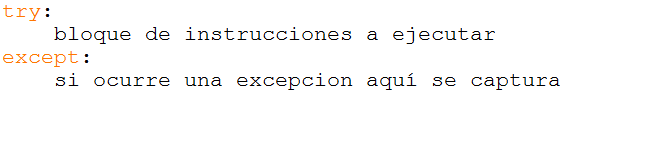 try:
    bloque de instrucciones a ejecutar
except:
    si ocurre una excepcion aquí se captura